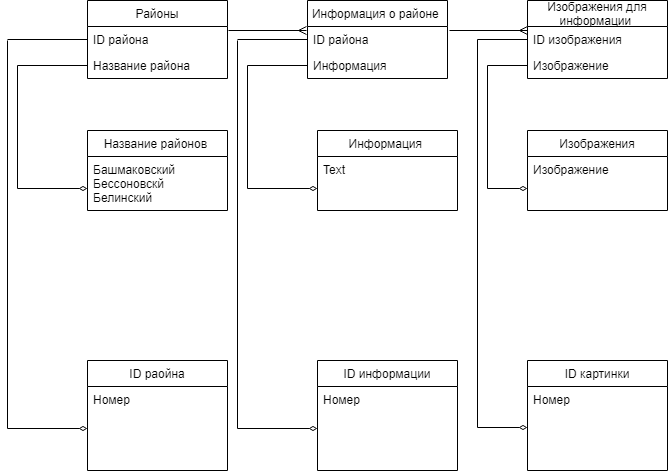 Районы
ID района
Название района
Информация о районе
ID района
Информация
Изображения для
информации
ID изображения
Изображение
Название районов
Башмаковский
Бессоновскй
Белинский
Информация
Text
Изображения
Изображение
ID раойна
Номер
ID информации
Номер
ID картинки
Номер